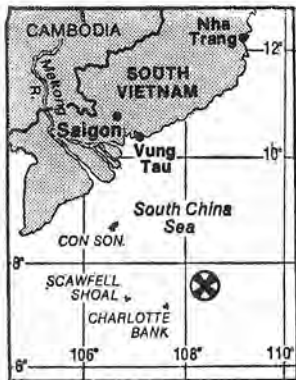 CAMBODIA
Nha
Trang
12°
Mekong
R.
SOUTH
VIETNAM
Saigon
Vung
Tau
10°
South China
Sea
CON SON.
8°
SCAWFELL
SHOAL
CHARLOTTE
BANK
6°
106°
108°
110°